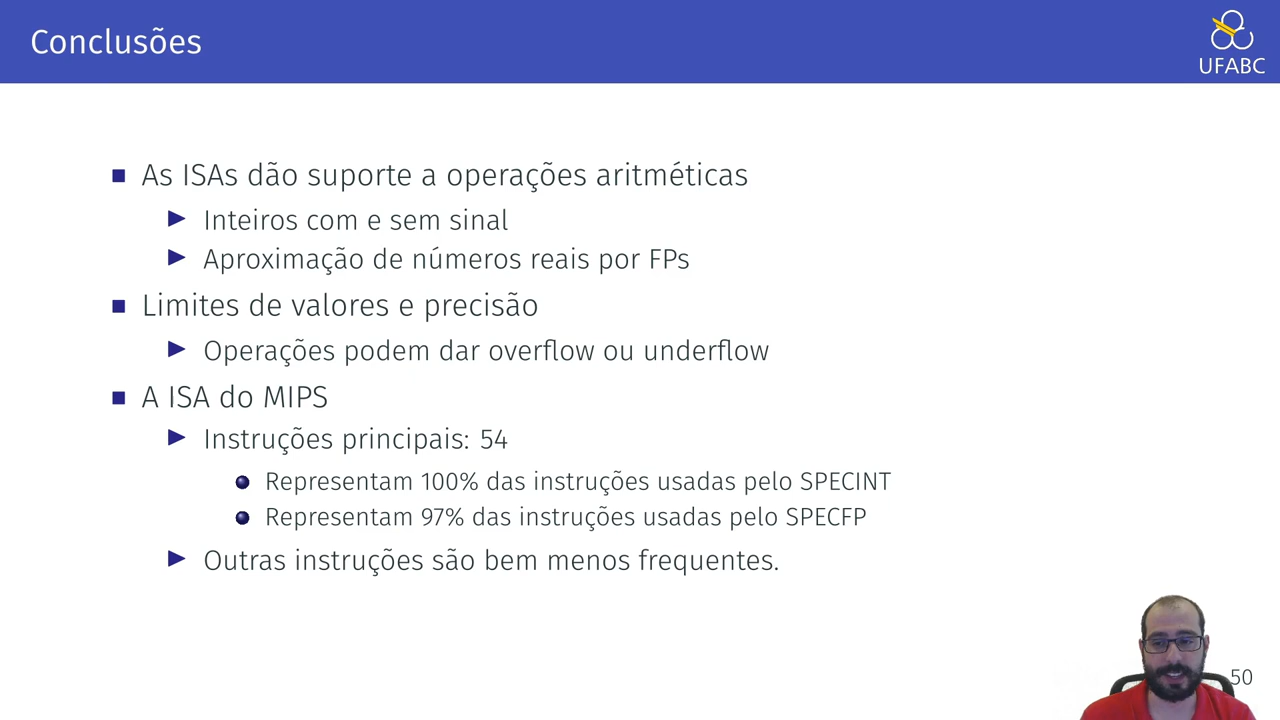 Conclusões
UFABC
As ISAs dão suporte a operações aritméticas
Inteiros com e sem sinal
Aproximação de números reais por FPs
Limites de valores e precisão
Operações podem dar overflow ou underflow
A ISA do MIPS
Instruções principais: 54
Representam 100% das instruções usadas pelo SPECINT
Representam 97% das instruções usadas pelo SPECFP
Outras instruções são bem menos frequentes.
50